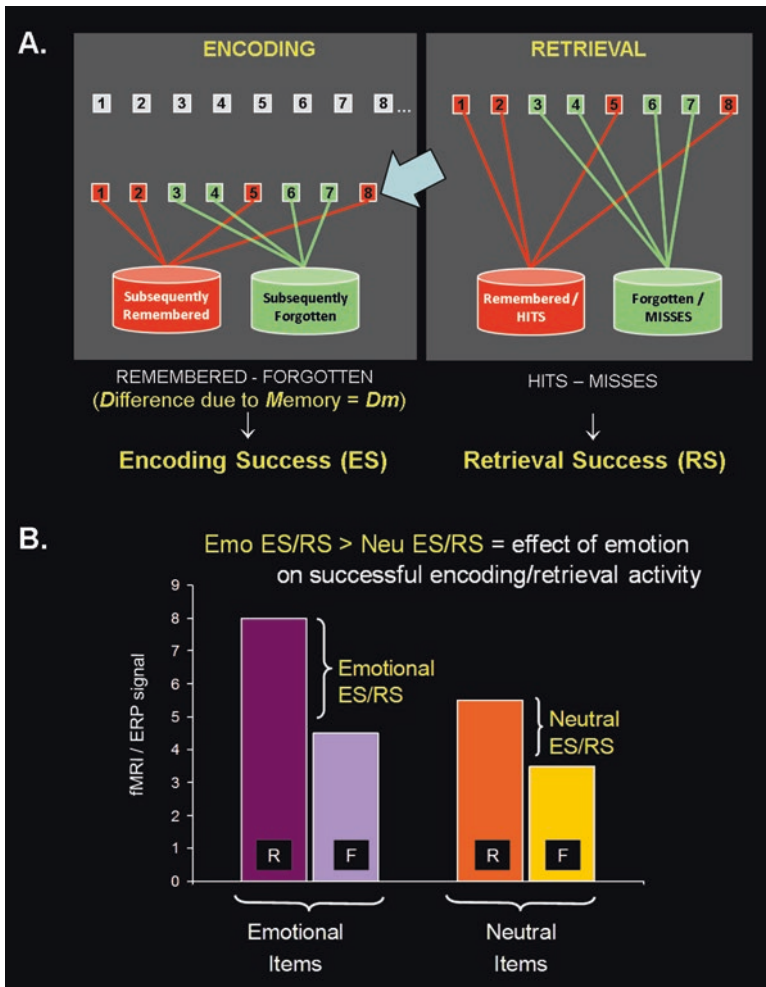 A.
ENCODING
1 2 3 4 5 6 7 8 ...
1 2 3 4 5 6 7 8
Subsequently
Remembered
Subsequently
Forgotten
REMEMBERED - FORGOTTEN
(Difference due to Memory = Dm)
↓
Encoding Success (ES)
RETRIEVAL
1 2 3 4 5 6 7 8
Remembered /
HITS
Forgotten /
MISSES
HITS – MISSES
↓
Retrieval Success (RS)
B.
Emo ES/RS > Neu ES/RS = effect of emotion
on successful encoding/retrieval activity
fMRI / ERP signal
9
8
7
6
5
4
3
2
1
0
Emotional
ES/RS
Neutral
ES/RS
R F R F
Emotional
Items
Neutral
Items